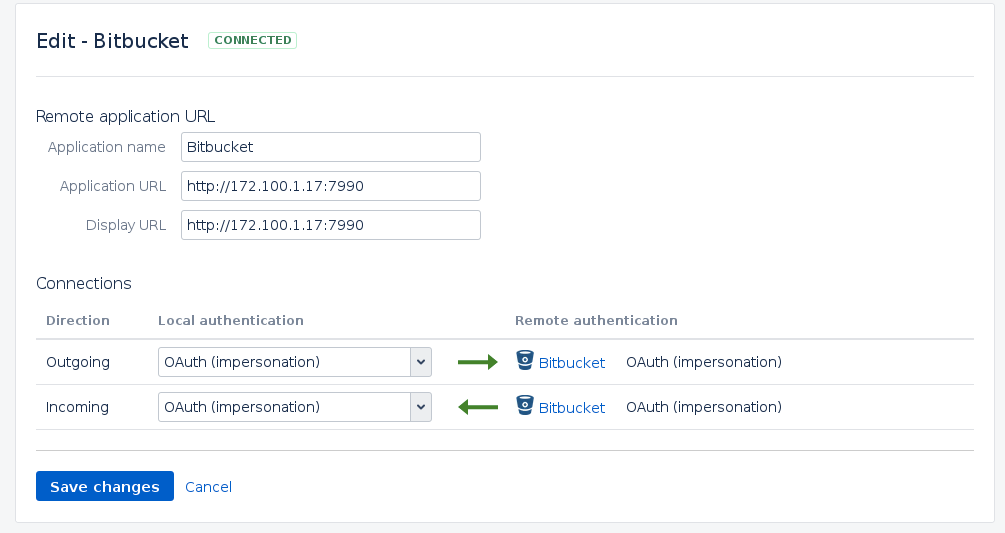 Edit - Bitbucket CONNECTED
Remote application URL
Application name Bitbucket
Application URL http://172.100.1.17:7990
Display URL http://172.100.1.17:7990
Connections
Direction Local authentication Remote authentication
Outgoing OAuth (impersonation) Bitbucket OAuth (impersonation)
Incoming OAuth (impersonation) Bitbucket OAuth (impersonation)
Save changes Cancel